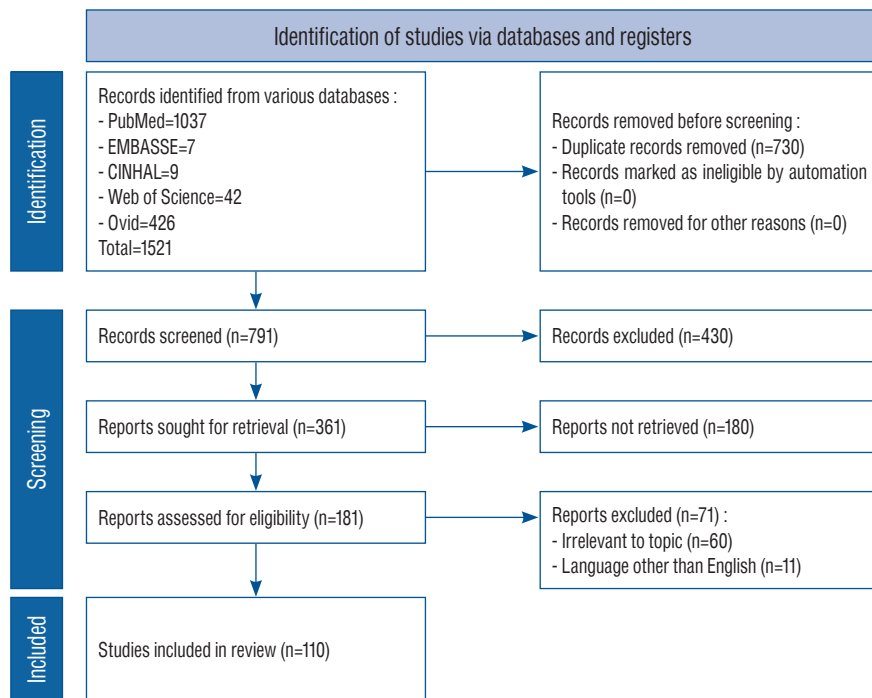 Identification of studies via databases and registers
Identification
Records identified from various databases :
- PubMed=1037
- EMBASSE=7
- CINHAL=9
- Web of Science=42
- Ovid=426
Total=1521
Records removed before screening :
- Duplicate records removed (n=730)
- Records marked as ineligible by automation
tools (n=0)
- Records removed for other reasons (n=0)
Screening
Records screened (n=791)
Records excluded (n=430)
Reports sought for retrieval (n=361)
Reports not retrieved (n=180)
Reports assessed for eligibility (n=181)
Reports excluded (n=71) :
- Irrelevant to topic (n=60)
- Language other than English (n=11)
Included
Studies included in review (n=110)